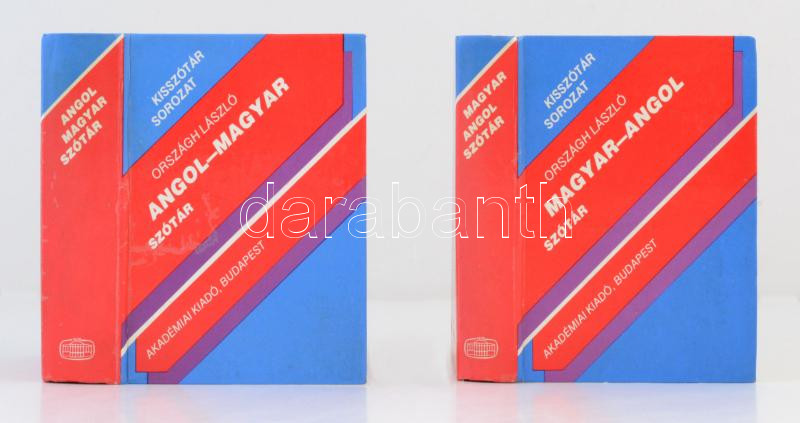 ANGOL
MAGYAR
SZÓTÁR
KISSZÓTÁR
SOROZAT
ORSZÁGH LÁSZLÓ
ANGOL–MAGYAR
SZÓTÁR
AKADÉMIAI KIADÓ, BUDAPEST
MAGYAR
ANGOL
SZÓTÁR
KISSZÓTÁR
SOROZAT
ORSZÁGH LÁSZLÓ
MAGYAR–ANGOL
SZÓTÁR
AKADÉMIAI KIADÓ, BUDAPEST
darabanth